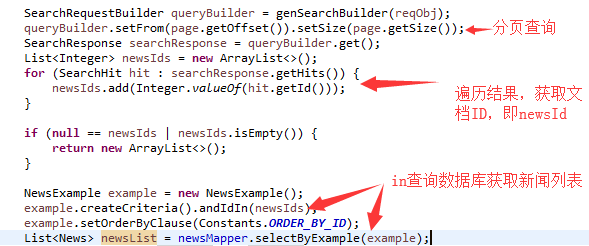 SearchRequestBuilder queryBuilder = genSearchBuilder(reqObj);
queryBuilder.setFrom(page.getOffset()).setSize(page.getSize());
分页查询
SearchResponse searchResponse = queryBuilder.get();
List<Integer> newsIds = new ArrayList<>();
for (SearchHit hit : searchResponse.getHits()) {
newsIds.add(Integer.valueOf(hit.getId()));
}
遍历结果，获取文
档ID，即newsId
if (null == newsIds | newsIds.isEmpty()) {
return new ArrayList<>();
}
in查询数据库获取新闻列表
NewsExample example = new NewsExample();
example.createCriteria().andIdIn(newsIds);
example.setOrderByClause(Constants.ORDER_BY_ID);
List<News> newsList = newsMapper.selectByExample(example);